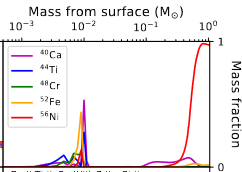 Mass from surface (M☉)
10⁻³ 10⁻² 10⁻¹ 10⁰
⁴⁰Ca
⁴⁴Ti
⁴⁸Cr
⁵²Fe
⁵⁶Ni
1
Mass fraction
0